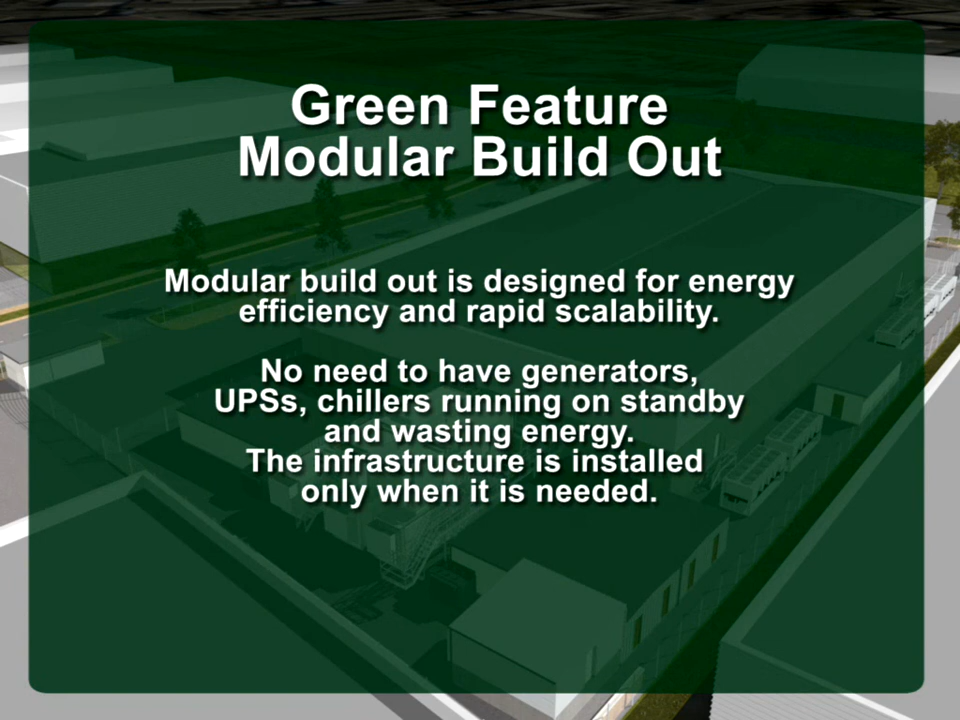 Green Feature
Modular Build Out
Modular build out is designed for energy
efficiency and rapid scalability.
No need to have generators,
UPSs, chillers running on standby
and wasting energy.
The infrastructure is installed
only when it is needed.